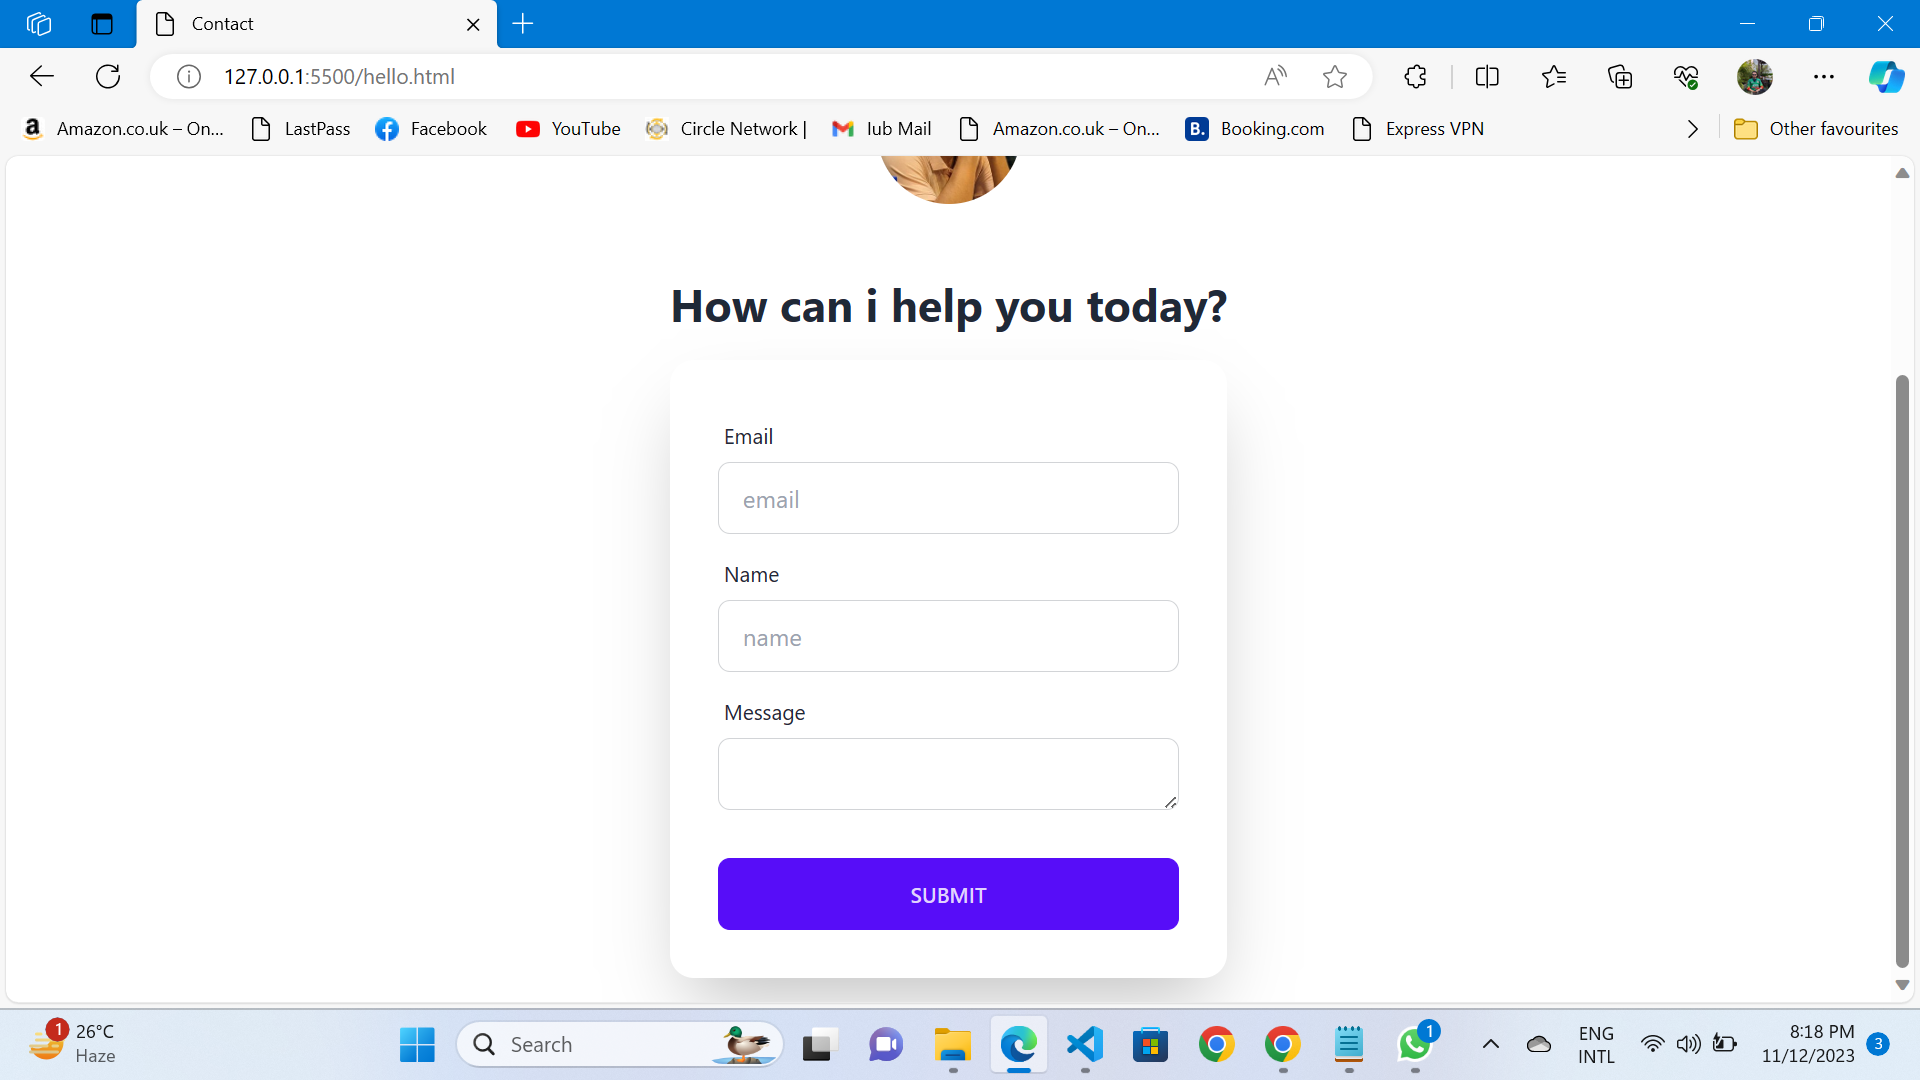 Contact
127.0.0.1:5500/hello.html
Amazon.co.uk – On...
LastPass
Facebook
YouTube
Circle Network |
Iub Mail
Amazon.co.uk – On...
B. Booking.com
Express VPN
Other favourites
How can i help you today?
Email
email
Name
name
Message
SUBMIT
1
26°C
Haze
Search
1
ENG
INTL
8:18 PM
11/12/2023
3